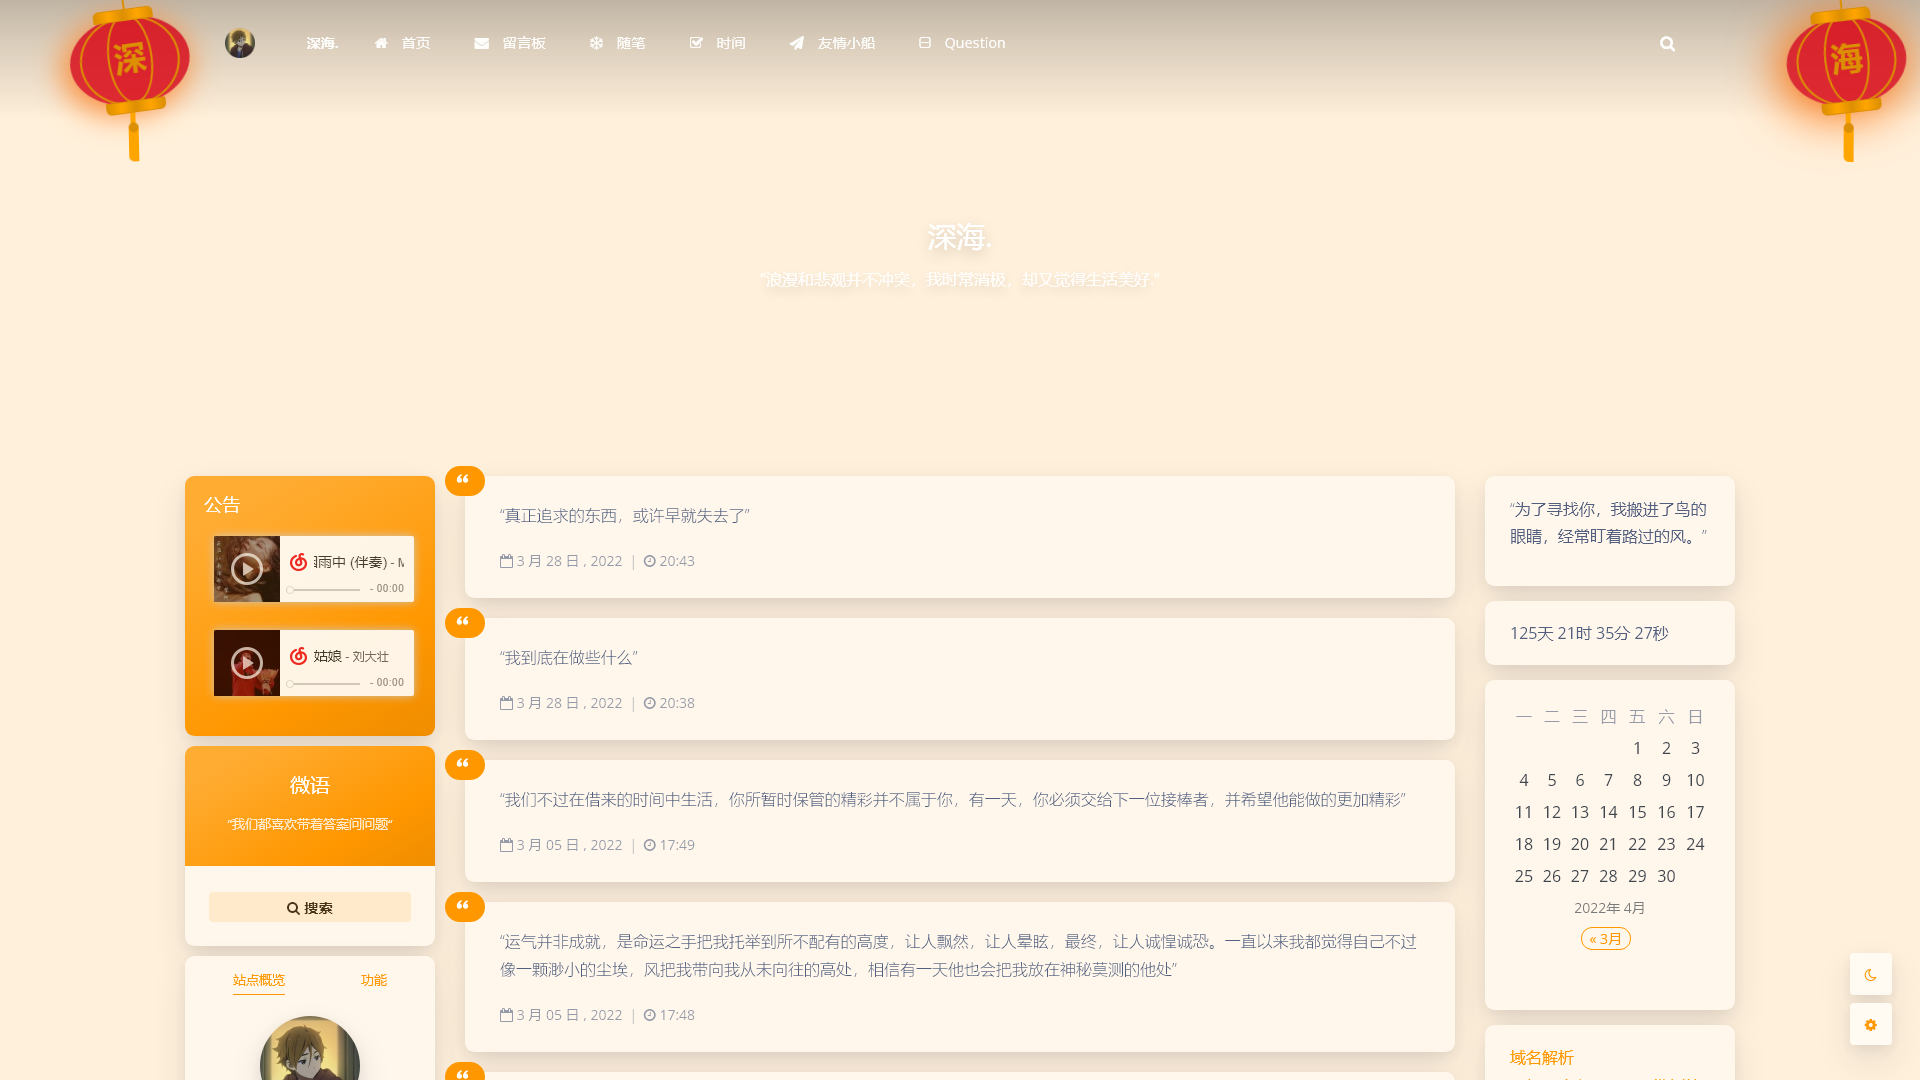 深
海
深海.
首页
留言板
随笔
时间
友情小船
Question
深海.
“浪漫和悲观并不冲突，我时常消极，却又觉得生活美好.”
公告
雨中 (伴奏) - M
- 00:00
姑娘 - 刘大壮
- 00:00
微语
“我们都喜欢带着答案问问题”
搜索
站点概览
功能
“真正追求的东西，或许早就失去了”
3 月 28 日 , 2022 | 20:43
“我到底在做些什么”
3 月 28 日 , 2022 | 20:38
“我们不过在借来的时间中生活，你所暂时保管的精彩并不属于你，有一天，你必须交给下一位接棒者，并希望他能做的更加精彩”
3 月 05 日 , 2022 | 17:49
“运气并非成就，是命运之手把我托举到所不配有的高度，让人飘然，让人晕眩，最终，让人诚惶诚恐。一直以来我都觉得自己不过
像一颗渺小的尘埃，风把我带向我从未向往的高处，相信有一天他也会把我放在神秘莫测的他处”
3 月 05 日 , 2022 | 17:48
“为了寻找你，我搬进了鸟的
眼睛，经常盯着路过的风。”
125天 21时 35分 27秒
一 二 三 四 五 六 日
1 2 3
4 5 6 7 8 9 10
11 12 13 14 15 16 17
18 19 20 21 22 23 24
25 26 27 28 29 30
2022年 4月
« 3月
域名解析